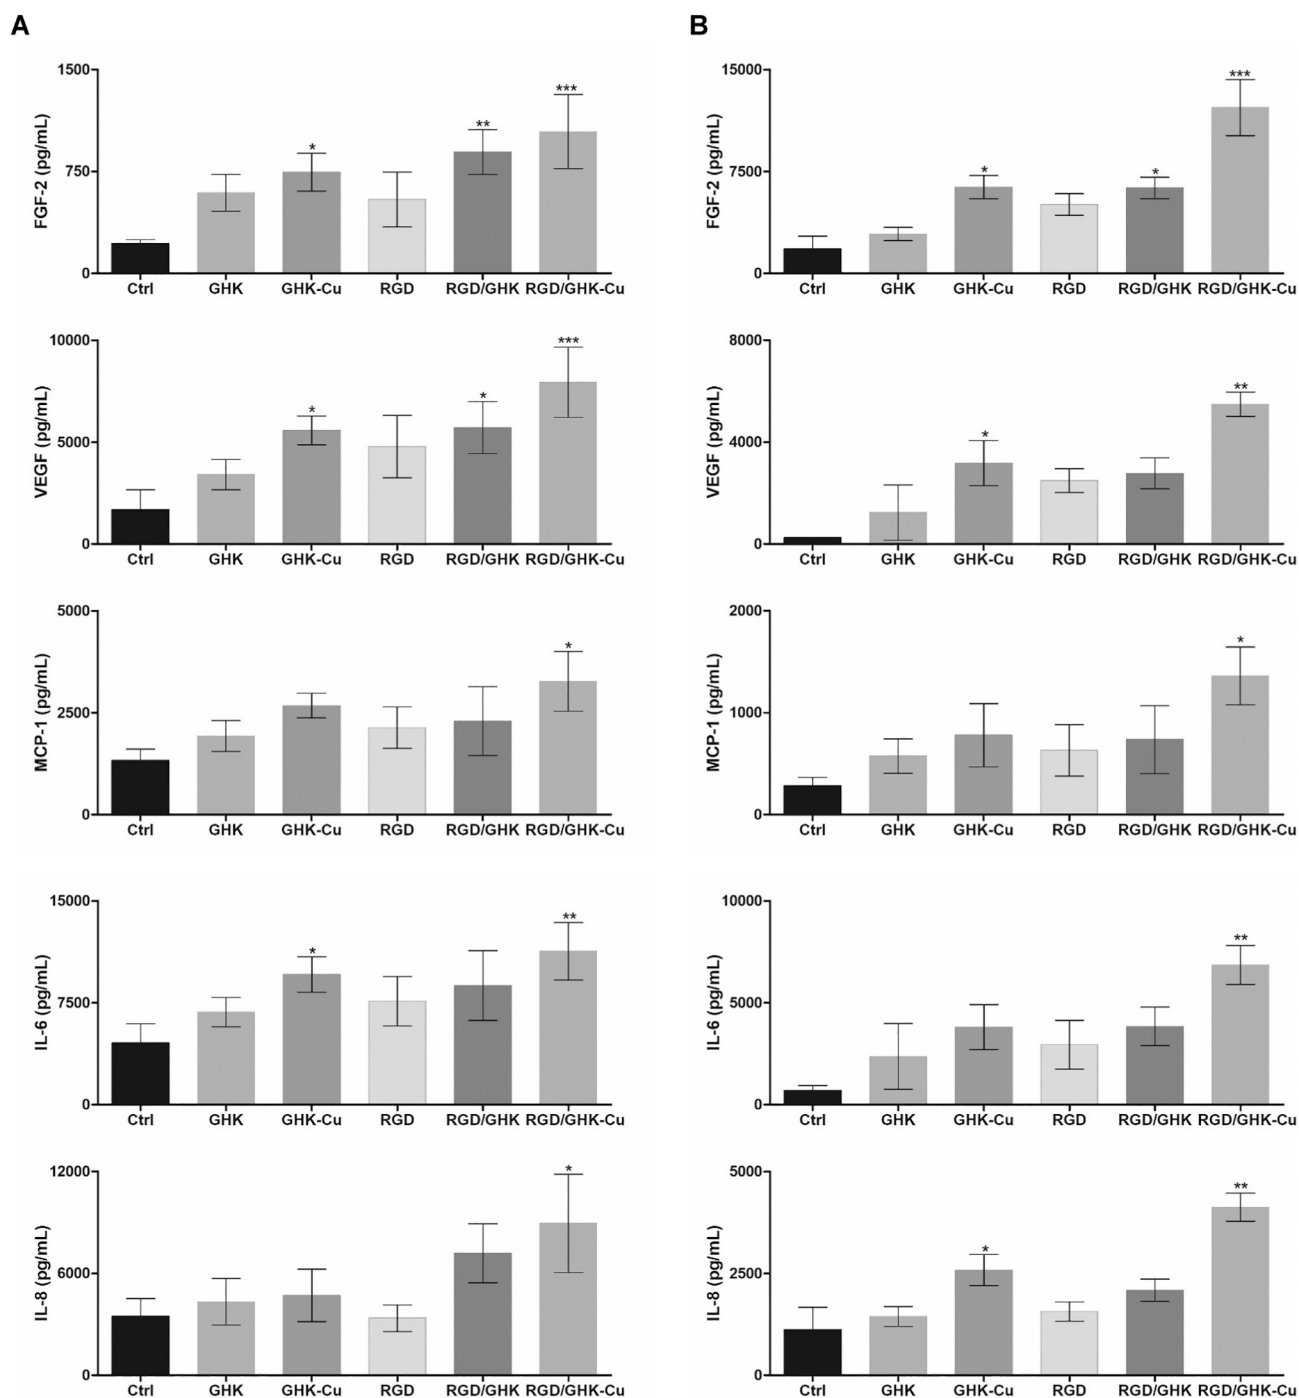 A
B
FGF-2 (pg/mL)
1500
750
0
*
**
***
Ctrl GHK GHK-Cu RGD RGD/GHK RGD/GHK-Cu
FGF-2 (pg/mL)
15000
7500
0
*
*
***
Ctrl GHK GHK-Cu RGD RGD/GHK RGD/GHK-Cu
VEGF (pg/mL)
10000
5000
0
*
*
***
Ctrl GHK GHK-Cu RGD RGD/GHK RGD/GHK-Cu
VEGF (pg/mL)
8000
4000
0
*
**
Ctrl GHK GHK-Cu RGD RGD/GHK RGD/GHK-Cu
MCP-1 (pg/mL)
5000
2500
0
*
Ctrl GHK GHK-Cu RGD RGD/GHK RGD/GHK-Cu
MCP-1 (pg/mL)
2000
1000
0
*
Ctrl GHK GHK-Cu RGD RGD/GHK RGD/GHK-Cu
IL-6 (pg/mL)
15000
7500
0
*
**
Ctrl GHK GHK-Cu RGD RGD/GHK RGD/GHK-Cu
IL-6 (pg/mL)
10000
5000
0
**
Ctrl GHK GHK-Cu RGD RGD/GHK RGD/GHK-Cu
IL-8 (pg/mL)
12000
6000
0
*
Ctrl GHK GHK-Cu RGD RGD/GHK RGD/GHK-Cu
IL-8 (pg/mL)
5000
2500
0
*
**
Ctrl GHK GHK-Cu RGD RGD/GHK RGD/GHK-Cu